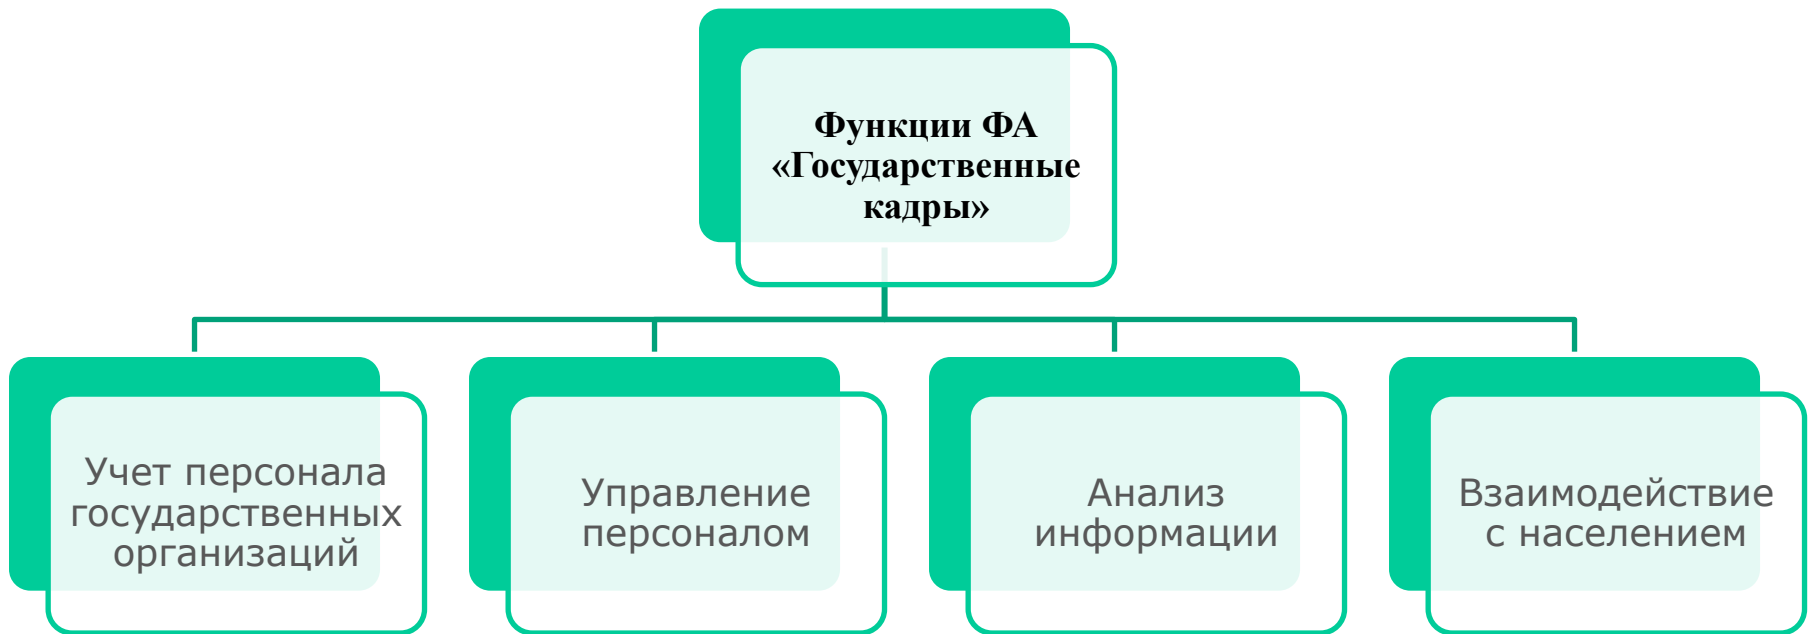 Функции ФА
«Государственные
кадры»
Учет персонала
государственных
организаций
Управление
персоналом
Анализ
информации
Взаимодействие
с населением